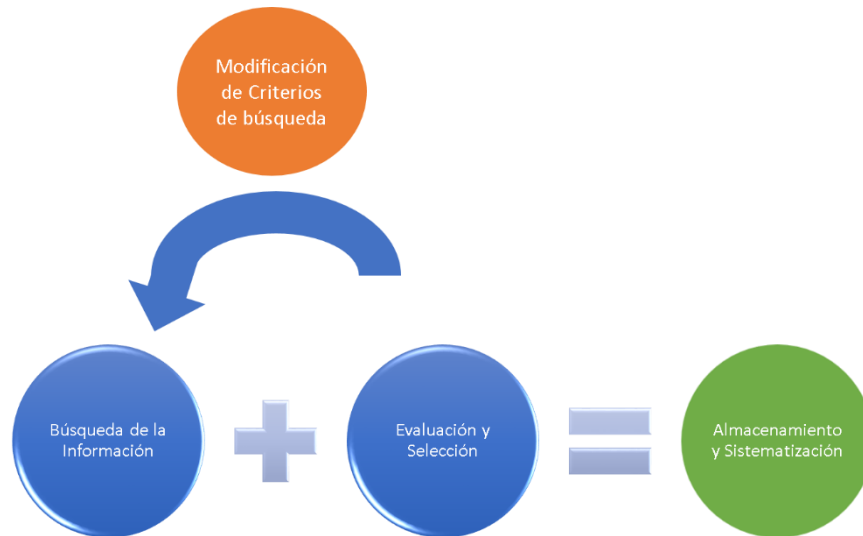 Modificación
de Criterios
de búsqueda
Búsqueda de la
Información
Evaluación y
Selección
Almacenamiento
y Sistematización